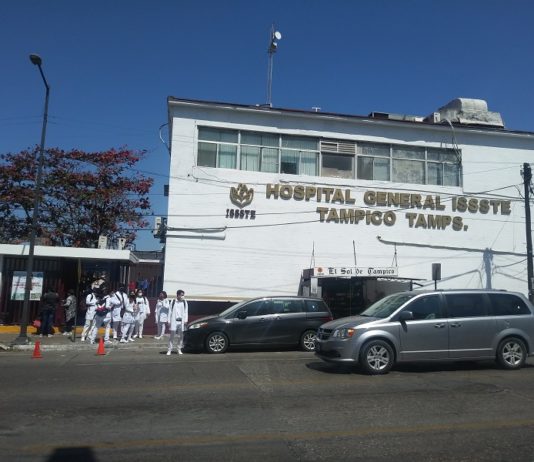 HOSPITAL GENERAL ISSSTE
TAMPICO TAMPS.
ISSSTE
El Sol de Tampico